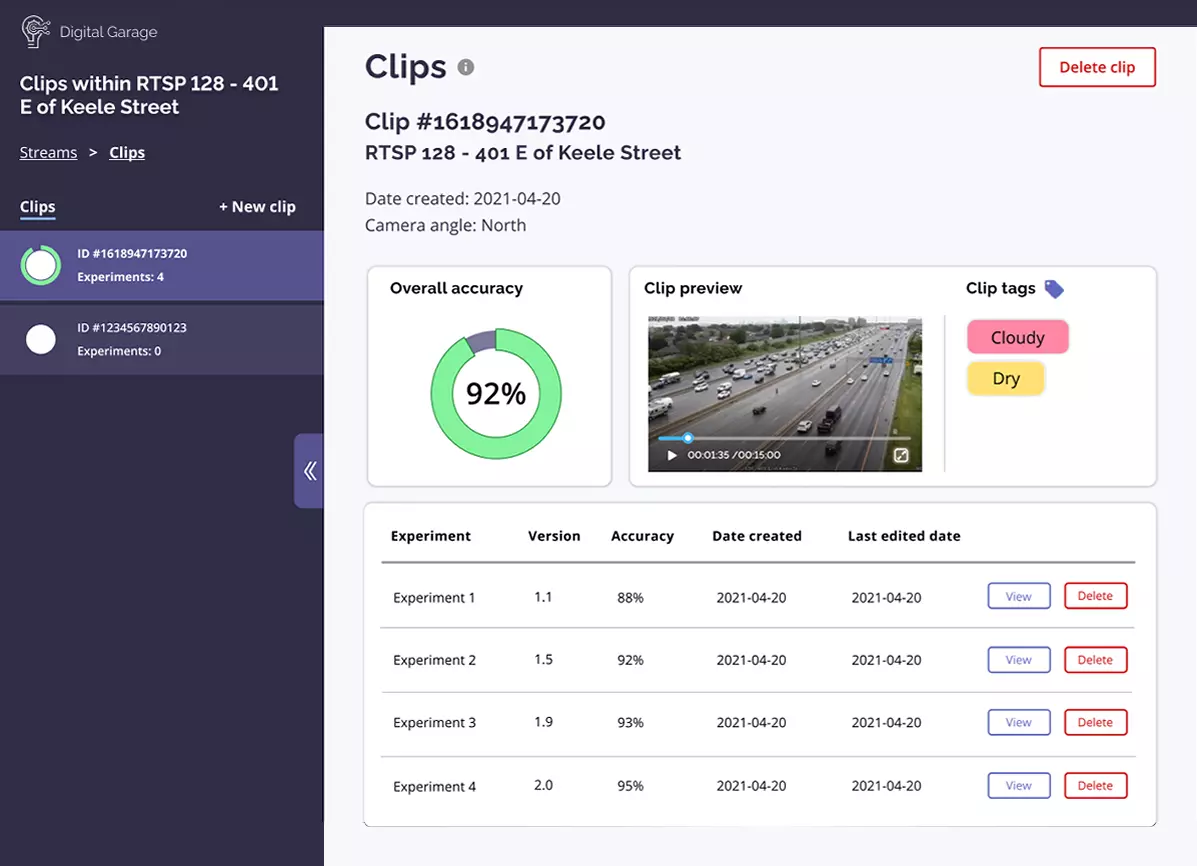 Digital Garage
Clips within RTSP 128 - 401
E of Keele Street
Streams > Clips
Clips + New clip
ID #1618947173720
Experiments: 4
ID #1234567890123
Experiments: 0
Clips
Delete clip
Clip #1618947173720
RTSP 128 - 401 E of Keele Street
Date created: 2021-04-20
Camera angle: North
Overall accuracy
92%
Clip preview
00:01:35 /00:15:00
Clip tags
Cloudy
Dry
Experiment Version Accuracy Date created Last edited date
Experiment 1 1.1 88% 2021-04-20 2021-04-20 View Delete
Experiment 2 1.5 92% 2021-04-20 2021-04-20 View Delete
Experiment 3 1.9 93% 2021-04-20 2021-04-20 View Delete
Experiment 4 2.0 95% 2021-04-20 2021-04-20 View Delete